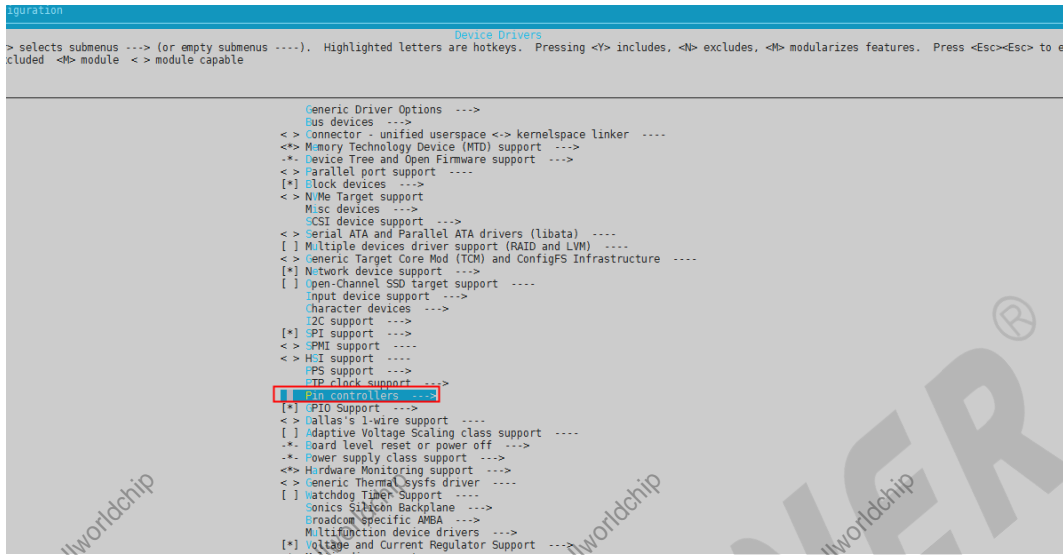 iguration
Device Drivers
> selects submenus ---> (or empty submenus ----).  Highlighted letters are hotkeys.  Pressing <Y> includes, <N> excludes, <M> modularizes features.  Press <Esc><Esc> to e
cluded  <M> module  < > module capable
Generic Driver Options  --->
Bus devices  --->
< > Connector - unified userspace <-> kernelspace linker  ----
<*> Memory Technology Device (MTD) support  --->
-*- Device Tree and Open Firmware support  --->
< > Parallel port support  ----
[*] Block devices  --->
< > NVMe Target support
Misc devices  --->
SCSI device support  --->
< > Serial ATA and Parallel ATA drivers (libata)  ----
[ ] Multiple devices driver support (RAID and LVM)  ----
< > Generic Target Core Mod (TCM) and ConfigFS Infrastructure  ----
[*] Network device support  --->
[ ] Open-Channel SSD target support  ----
Input device support  --->
Character devices  --->
I2C support  --->
[*] SPI support  --->
< > SPMI support  ----
< > HSI support  ----
PPS support  --->
PTP clock support  --->
Pin controllers  --->
[*] GPIO Support  --->
< > Dallas's 1-wire support  ----
[ ] Adaptive Voltage Scaling class support  ----
-*- Board level reset or power off  --->
-*- Power supply class support  --->
<*> Hardware Monitoring support  --->
< > Generic Thermal sysfs driver  ----
[ ] Watchdog Timer Support  ----
Sonics Silicon Backplane  --->
Broadcom specific AMBA  --->
Multifunction device drivers  --->
[*] Voltage and Current Regulator Support  --->
llworldchip
llworldchip
llworldchip
NER®